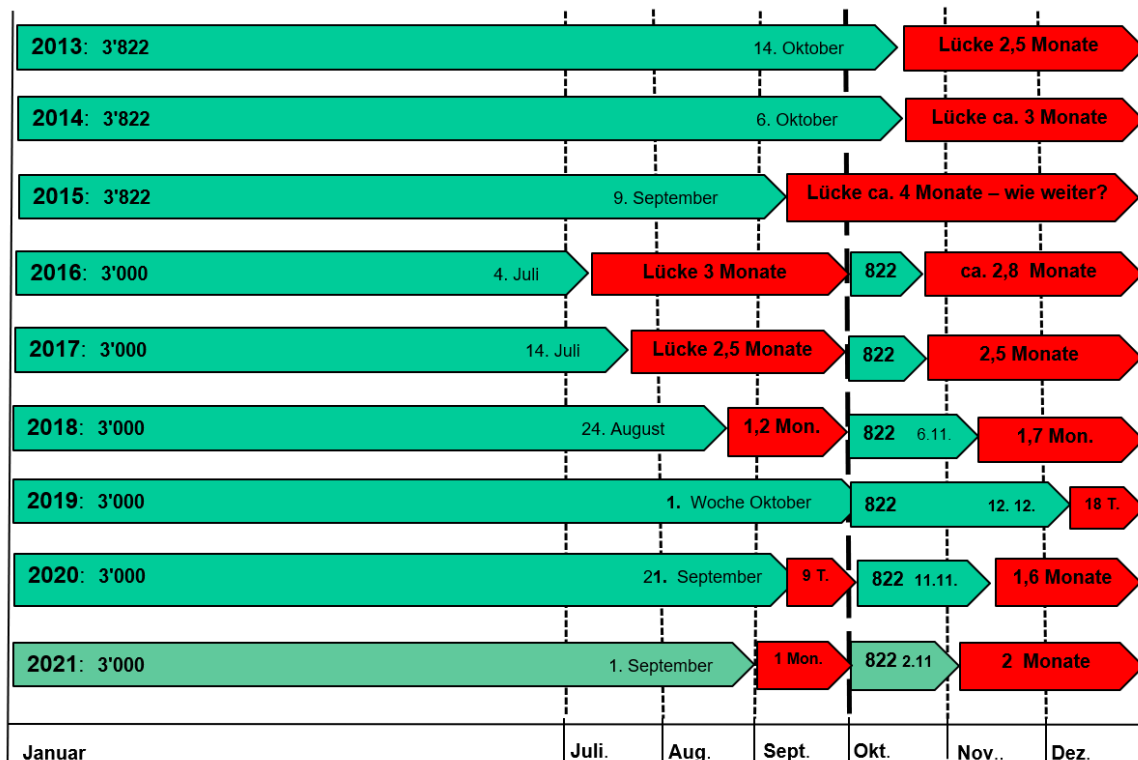 2013: 3'822 14. Oktober Lücke 2,5 Monate
2014: 3'822 6. Oktober Lücke ca. 3 Monate
2015: 3'822 9. September Lücke ca. 4 Monate – wie weiter?
2016: 3'000 4. Juli Lücke 3 Monate 822 ca. 2,8 Monate
2017: 3'000 14. Juli Lücke 2,5 Monate 822 2,5 Monate
2018: 3'000 24. August 1,2 Mon. 822 6.11. 1,7 Mon.
2019: 3'000 1. Woche Oktober 822 12. 12. 18 T.
2020: 3'000 21. September 9 T. 822 11.11. 1,6 Monate
2021: 3'000 1. September 1 Mon. 822 2.11 2 Monate
Januar Juli. Aug. Sept. Okt. Nov.. Dez.